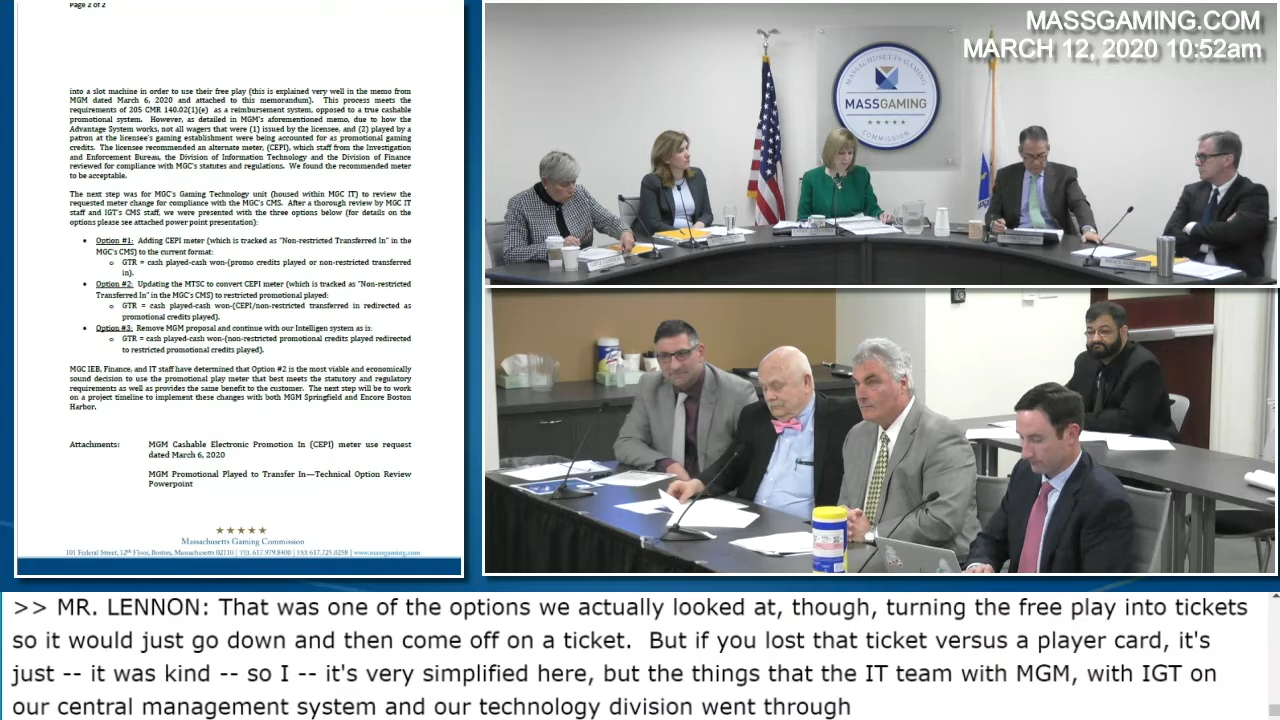 Page 2 of 2
into a slot machine in order to use their free play (this is explained very well in the memo from
MGM dated March 6, 2020 and attached to this memorandum). This process meets the
requirements of 205 CMR 140.02(1)(e) as a reimbursement system, opposed to a true cashable
promotional system. However, as detailed in MGM's aforementioned memo, due to how the
Advantage System works, not all wagers that were (1) issued by the licensee, and (2) played by a
patron at the licensee's gaming establishment were being accounted for as promotional gaming
credits. The licensee recommended an alternate meter, (CEPI), which staff from the Investigation
and Enforcement Bureau, the Division of Information Technology and the Division of Finance
reviewed for compliance with MGC's statutes and regulations. We found the recommended meter
to be acceptable.
The next step was for MGC's Gaming Technology unit (housed within MGC IT) to review the
requested meter change for compliance with the MGC's CMS. After a thorough review by MGC IT
staff and IGT's CMS staff, we were presented with the three options below (for details on the
options please see attached power point presentation):
• Option #1: Adding CEPI meter (which is tracked as "Non-restricted Transferred In" in the
MGC's CMS) to the current format:
o GTR = cash played-cash won-(promo credits played or non-restricted transferred
in).
• Option #2: Updating the MTSC to convert CEPI meter (which is tracked as "Non-restricted
Transferred In" in the MGC's CMS) to restricted promotional played:
o GTR = cash played-cash won-(CEPI/non-restricted transferred in redirected as
promotional credits played).
• Option #3: Remove MGM proposal and continue with our Intelligen system as is:
o GTR = cash played-cash won-(non-restricted promotional credits played redirected
to restricted promotional credits played).
MGC IEB, Finance, and IT staff have determined that Option #2 is the most viable and economically
sound decision to use the promotional play meter that best meets the statutory and regulatory
requirements as well as provides the same benefit to the customer. The next step will be to work
on a project timeline to implement these changes with both MGM Springfield and Encore Boston
Harbor.
Attachments: MGM Cashable Electronic Promotion In (CEPI) meter use request
dated March 6, 2020
MGM Promotional Played to Transfer In—Technical Option Review
Powerpoint
★★★★★
Massachusetts Gaming Commission
101 Federal Street, 12th Floor, Boston, Massachusetts 02110 | TEL 617.979.8400 | FAX 617.725.0258 | www.massgaming.com
MASSGAMING.COM
MARCH 12, 2020 10:52am
MASSACHUSETTS GAMING
MASSGAMING
COMMISSION
>> MR. LENNON: That was one of the options we actually looked at, though, turning the free play into tickets
so it would just go down and then come off on a ticket. But if you lost that ticket versus a player card, it's
just -- it was kind -- so I -- it's very simplified here, but the things that the IT team with MGM, with IGT on
our central management system and our technology division went through